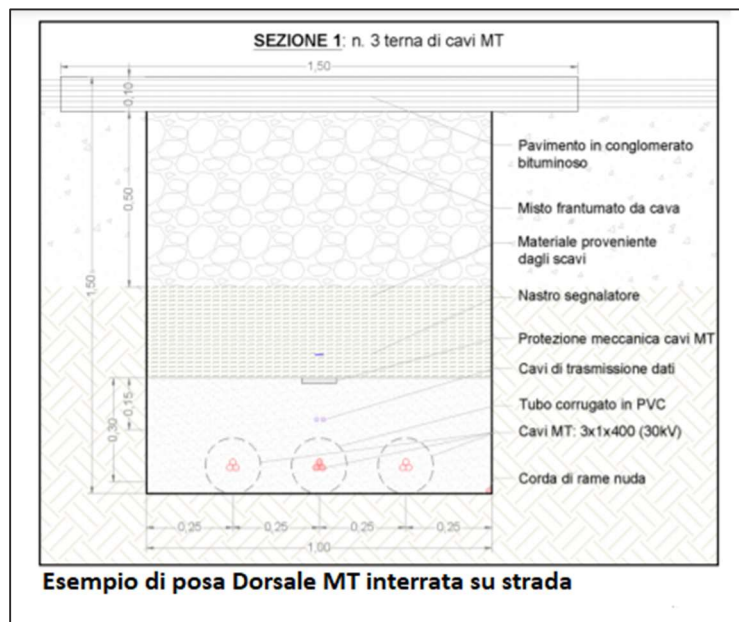 SEZIONE 1: n. 3 terna di cavi MT
1,50
0,10
Pavimento in conglomerato
bituminoso
0,50
Misto frantumato da cava
Materiale proveniente
dagli scavi
1,50
Nastro segnalatore
Protezione meccanica cavi MT
Cavi di trasmissione dati
0,15
0,30
Tubo corrugato in PVC
Cavi MT: 3x1x400 (30kV)
Corda di rame nuda
0,25 0,25 0,25 0,25
1,00
Esempio di posa Dorsale MT interrata su strada